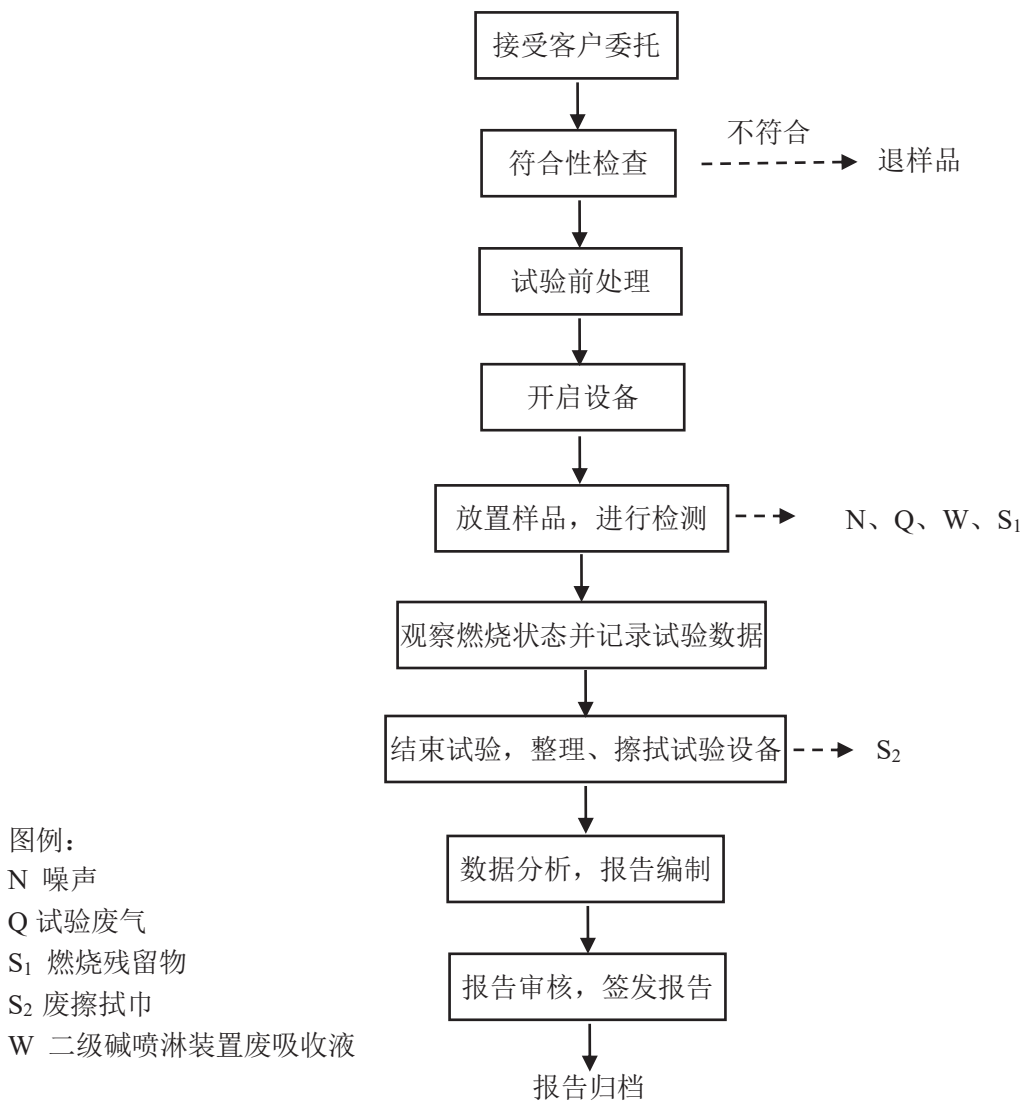 接受客户委托
不符合
符合性检查
退样品
试验前处理
开启设备
放置样品，进行检测
N、Q、W、S₁
观察燃烧状态并记录试验数据
结束试验，整理、擦拭试验设备
S₂
图例：
数据分析，报告编制
N 噪声
Q 试验废气
S₁ 燃烧残留物
报告审核，签发报告
S₂ 废擦拭巾
W 二级碱喷淋装置废吸收液
报告归档